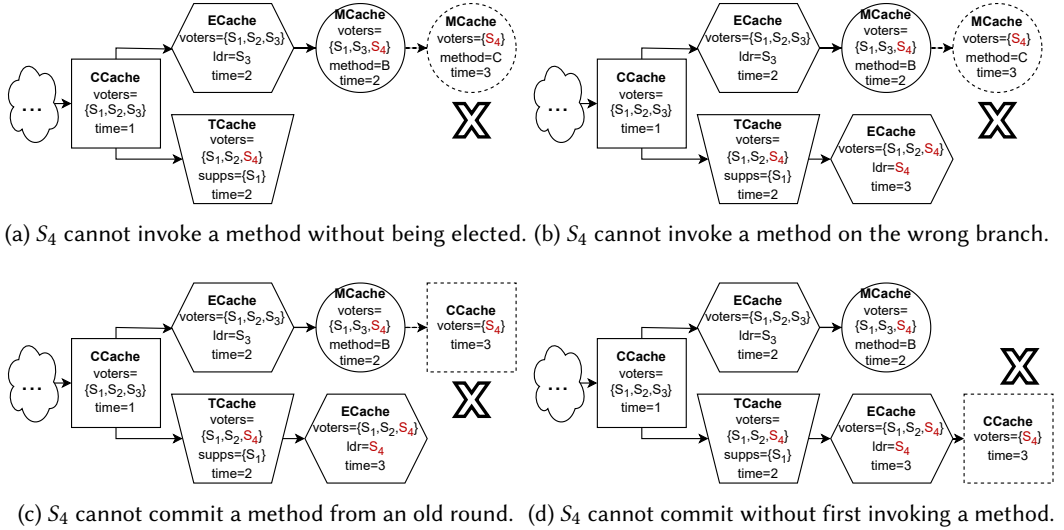 ECache
voters={S₁,S₂,S₃}
ldr=S₃
time=2
MCache
voters=
{S₁,S₃,S₄}
method=B
time=2
MCache
voters={S₄}
method=C
time=3
...
CCache
voters=
{S₁,S₂,S₃}
time=1
TCache
voters=
{S₁,S₂,S₄}
supps={S₁}
time=2
X
(a) S₄ cannot invoke a method without being elected.
ECache
voters={S₁,S₂,S₃}
ldr=S₃
time=2
MCache
voters=
{S₁,S₃,S₄}
method=B
time=2
MCache
voters={S₄}
method=C
time=3
...
CCache
voters=
{S₁,S₂,S₃}
time=1
TCache
voters=
{S₁,S₂,S₄}
supps={S₁}
time=2
ECache
voters={S₁,S₂,S₄}
ldr=S₄
time=3
X
(b) S₄ cannot invoke a method on the wrong branch.
ECache
voters={S₁,S₂,S₃}
ldr=S₃
time=2
MCache
voters=
{S₁,S₃,S₄}
method=B
time=2
CCache
voters={S₄}
time=3
...
CCache
voters=
{S₁,S₂,S₃}
time=1
TCache
voters=
{S₁,S₂,S₄}
supps={S₁}
time=2
ECache
voters={S₁,S₂,S₄}
ldr=S₄
time=3
X
(c) S₄ cannot commit a method from an old round.
ECache
voters={S₁,S₂,S₃}
ldr=S₃
time=2
MCache
voters=
{S₁,S₃,S₄}
method=B
time=2
...
CCache
voters=
{S₁,S₂,S₃}
time=1
TCache
voters=
{S₁,S₂,S₄}
supps={S₁}
time=2
ECache
voters={S₁,S₂,S₄}
ldr=S₄
time=3
X
CCache
voters={S₄}
time=3
(d) S₄ cannot commit without first invoking a method.